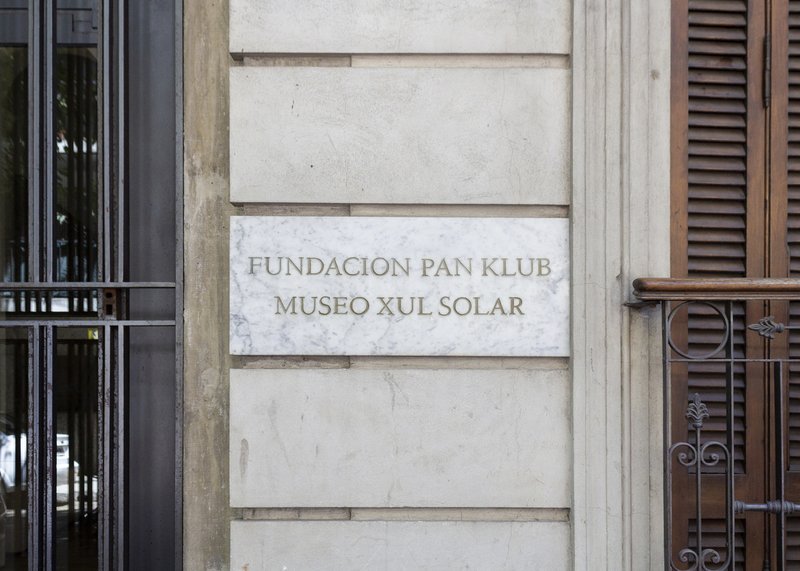 FUNDACION PAN KLUB
MUSEO XUL SOLAR